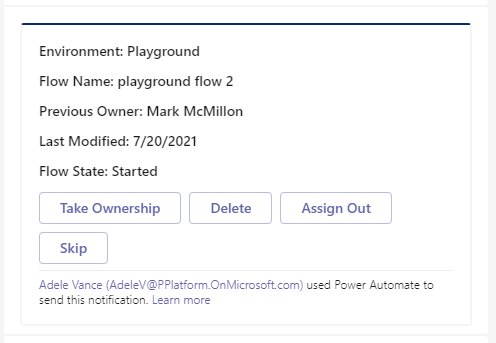 Environment: Playground
Flow Name: playground flow 2
Previous Owner: Mark McMillon
Last Modified: 7/20/2021
Flow State: Started
Take Ownership Delete Assign Out
Skip
Adele Vance (AdeleV@PPlatform.OnMicrosoft.com) used Power Automate to
send this notification. Learn more